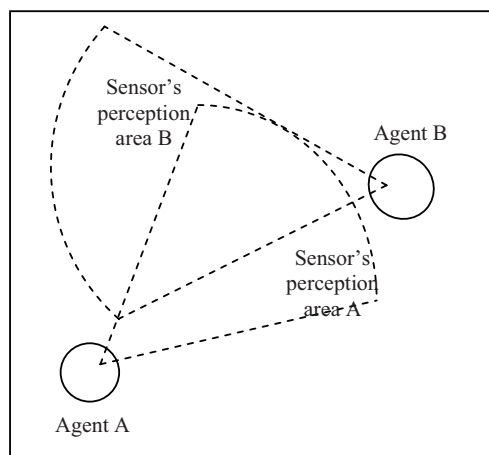 Sensor's
perception
area B
Agent B
Sensor's
perception
area A
Agent A